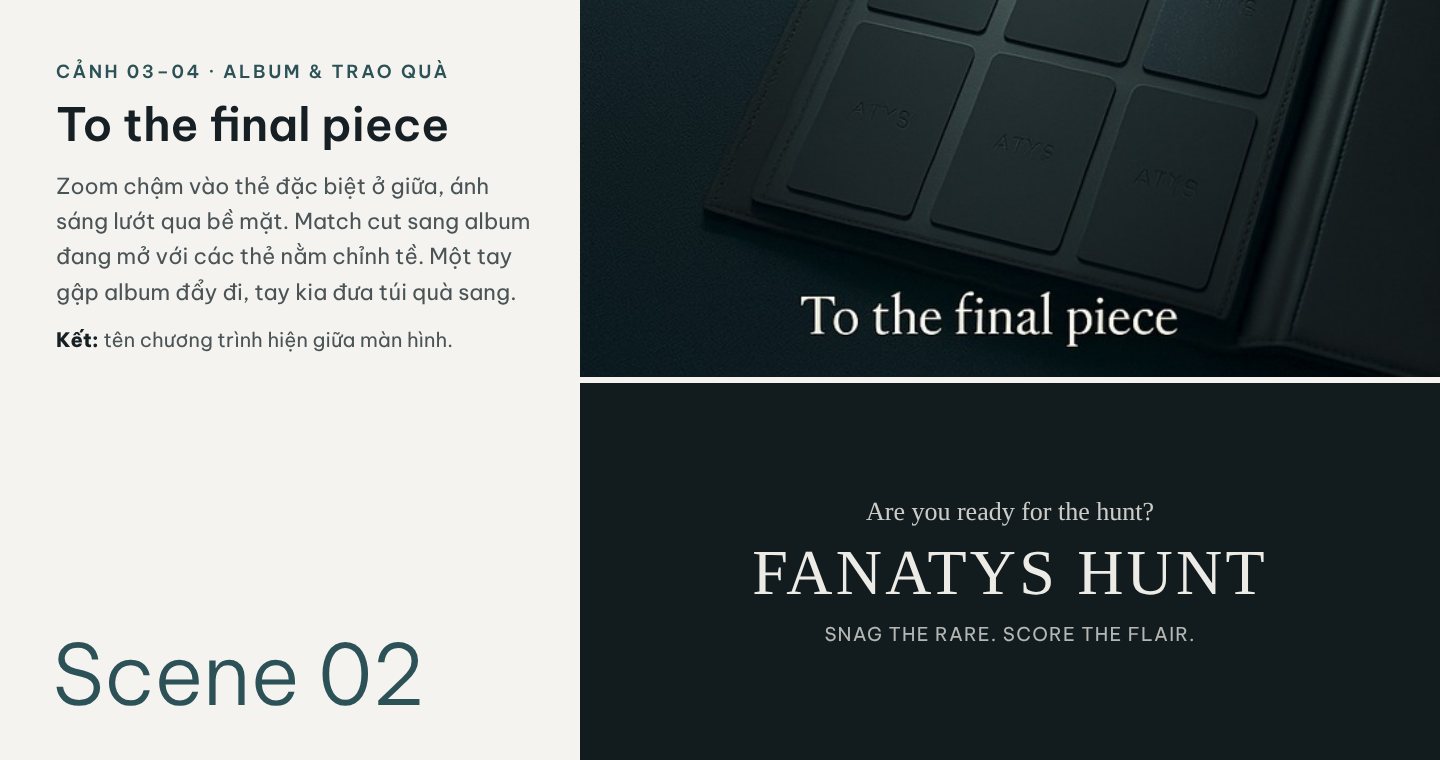 CẢNH 03–04 · ALBUM & TRAO QUÀ
To the final piece
Zoom chậm vào thẻ đặc biệt ở giữa, ánh
sáng lướt qua bề mặt. Match cut sang album
đang mở với các thẻ nằm chỉnh tề. Một tay
gập album đẩy đi, tay kia đưa túi quà sang.
Kết: tên chương trình hiện giữa màn hình.
Scene 02
ATYS
ATYS
ATYS
To the final piece
Are you ready for the hunt?
FANATYS HUNT
SNAG THE RARE. SCORE THE FLAIR.